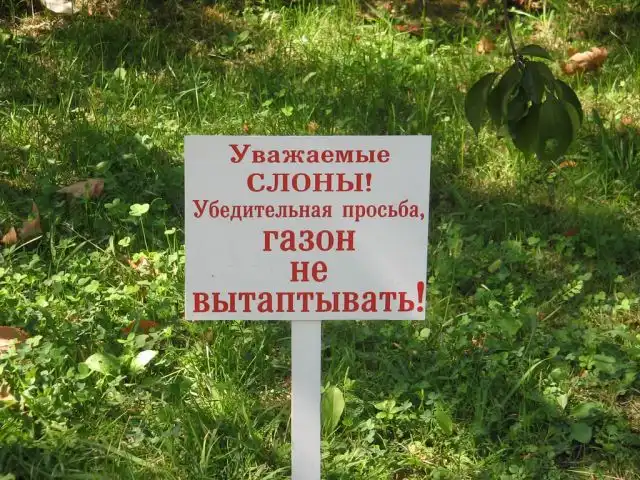 Уважаемые
СЛОНЫ!
Убедительная просьба,
газон
не
вытаптывать!